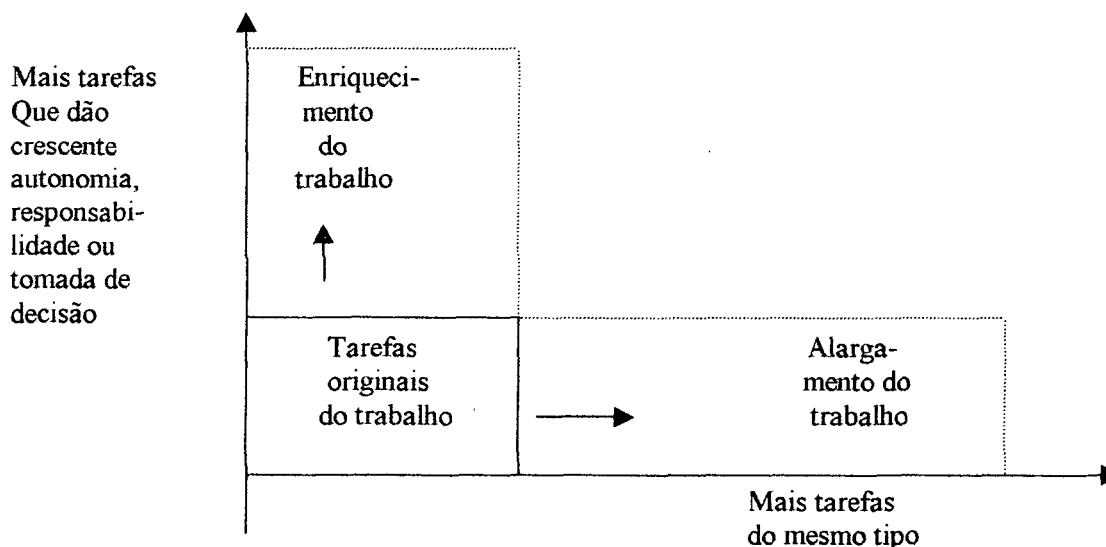 Mais tarefas
Que dão
crescente
autonomia,
responsabi-
lidade ou
tomada de
decisão
Enriqueci-
mento
do
trabalho
Tarefas
originais
do trabalho
Alarga-
mento do
trabalho
Mais tarefas
do mesmo tipo